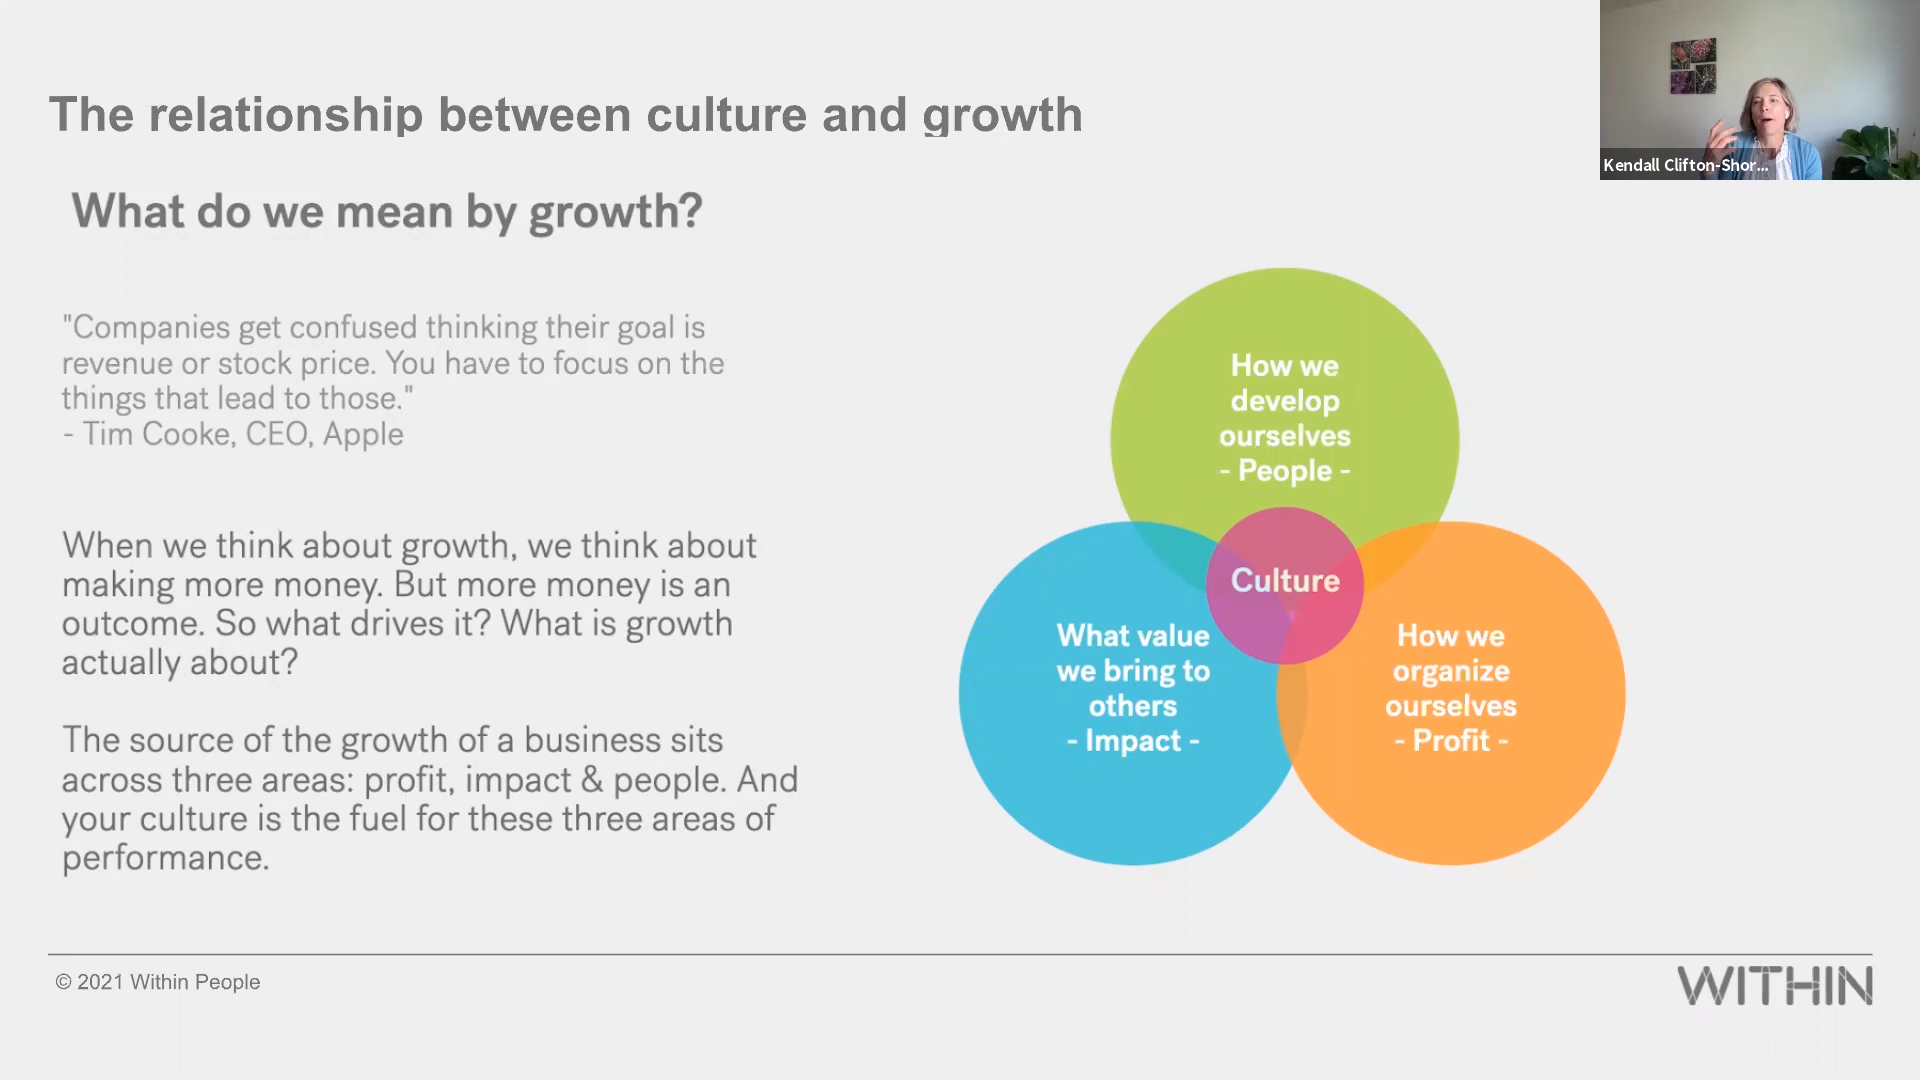 The relationship between culture and growth
What do we mean by growth?
"Companies get confused thinking their goal is
revenue or stock price. You have to focus on the
things that lead to those."
- Tim Cooke, CEO, Apple
When we think about growth, we think about
making more money. But more money is an
outcome. So what drives it? What is growth
actually about?
The source of the growth of a business sits
across three areas: profit, impact & people. And
your culture is the fuel for these three areas of
performance.
How we
develop
ourselves
- People -
Culture
What value
we bring to
others
- Impact -
How we
organize
ourselves
- Profit -
Kendall Clifton-Shor...
© 2021 Within People
WITHIN